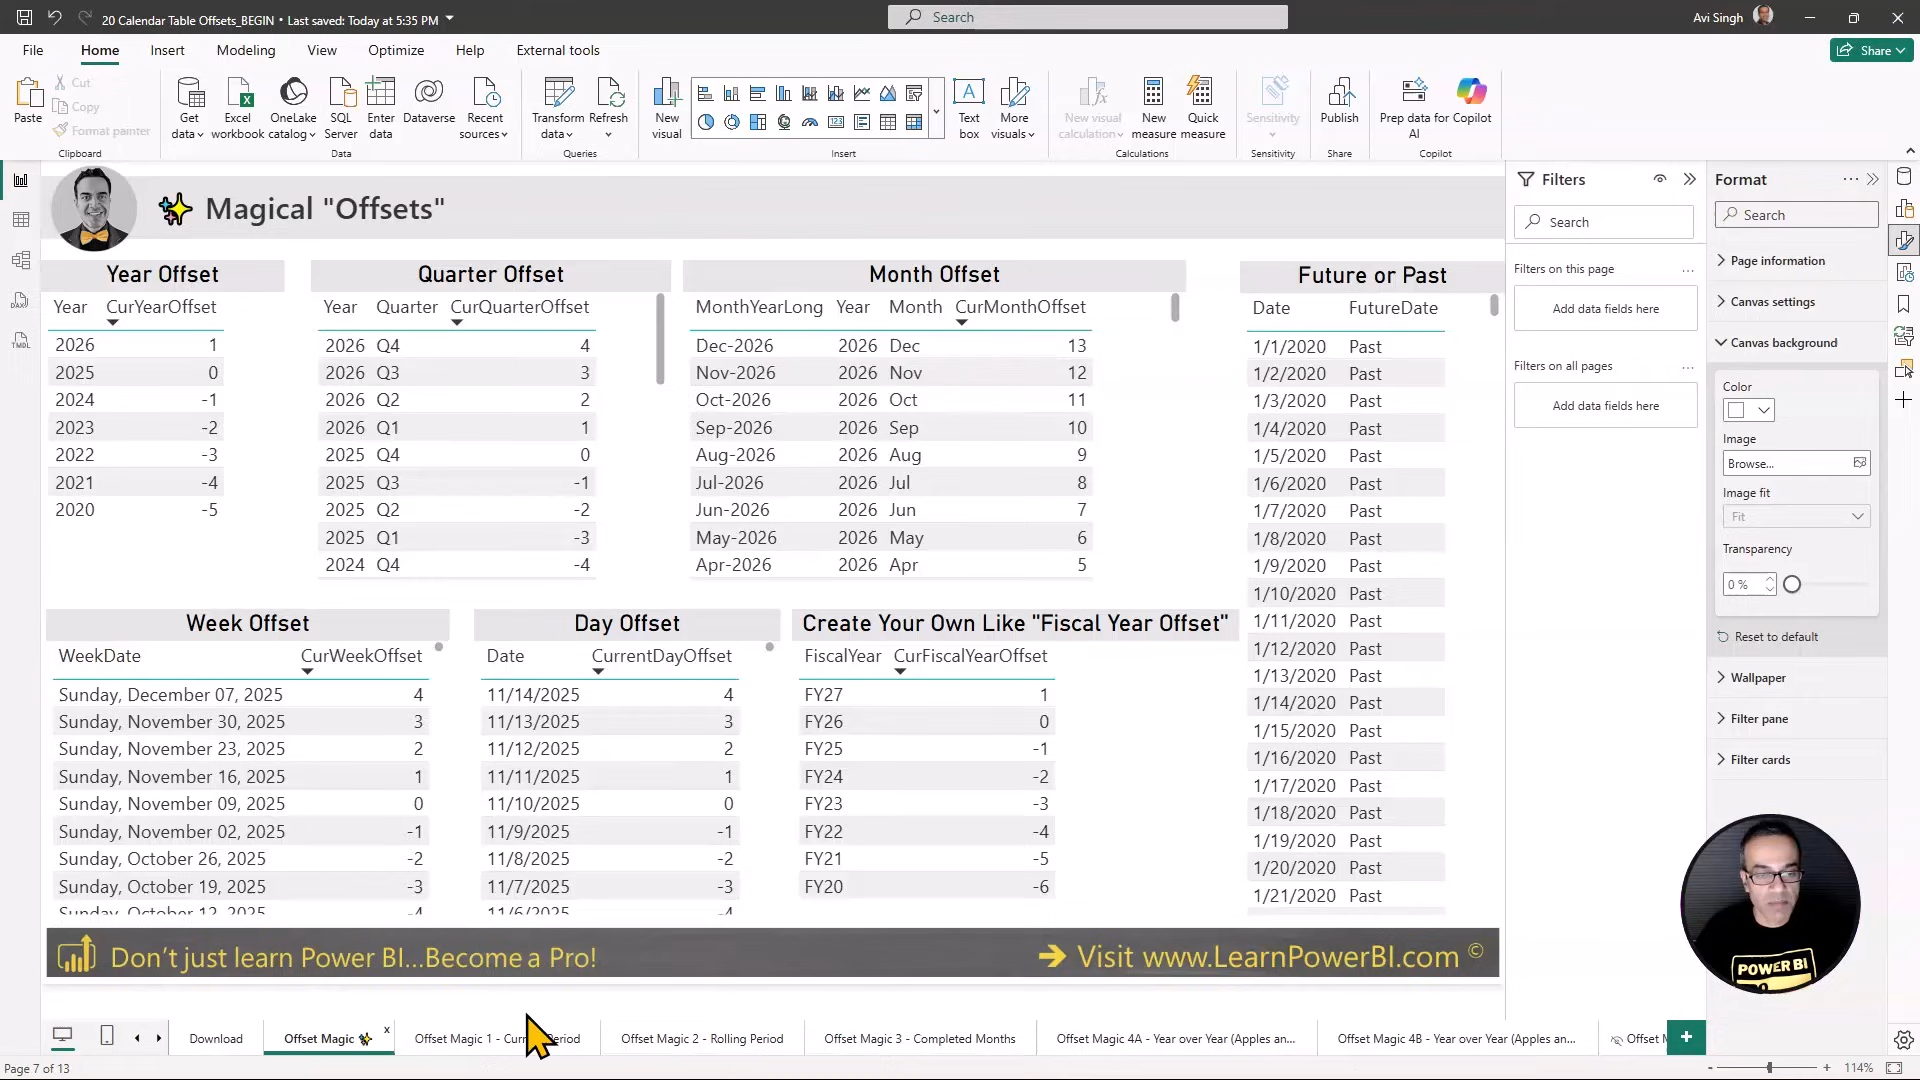 20 Calendar Table Offsets_BEGIN • Last saved: Today at 5:35 PM
Search
Avi Singh
File Home Insert Modeling View Optimize Help External tools
Share
Paste
Cut
Copy
Format painter
Clipboard
Get data
Excel workbook
OneLake catalog
SQL Server
Enter data
Dataverse
Recent sources
Data
Transform data
Refresh
Queries
New visual
Text box
More visuals
Insert
New visual calculation
New measure
Quick measure
Calculations
Sensitivity
Sensitivity
Publish
Share
Prep data for AI
Copilot
Copilot
DAX
TMDL
Magical "Offsets"
Year Offset
Year CurYearOffset
2026 1
2025 0
2024 -1
2023 -2
2022 -3
2021 -4
2020 -5
Quarter Offset
Year Quarter CurQuarterOffset
2026 Q4 4
2026 Q3 3
2026 Q2 2
2026 Q1 1
2025 Q4 0
2025 Q3 -1
2025 Q2 -2
2025 Q1 -3
2024 Q4 -4
Month Offset
MonthYearLong Year Month CurMonthOffset
Dec-2026 2026 Dec 13
Nov-2026 2026 Nov 12
Oct-2026 2026 Oct 11
Sep-2026 2026 Sep 10
Aug-2026 2026 Aug 9
Jul-2026 2026 Jul 8
Jun-2026 2026 Jun 7
May-2026 2026 May 6
Apr-2026 2026 Apr 5
Future or Past
Date FutureDate
1/1/2020 Past
1/2/2020 Past
1/3/2020 Past
1/4/2020 Past
1/5/2020 Past
1/6/2020 Past
1/7/2020 Past
1/8/2020 Past
1/9/2020 Past
1/10/2020 Past
1/11/2020 Past
1/12/2020 Past
1/13/2020 Past
1/14/2020 Past
1/15/2020 Past
1/16/2020 Past
1/17/2020 Past
1/18/2020 Past
1/19/2020 Past
1/20/2020 Past
1/21/2020 Past
Week Offset
WeekDate CurWeekOffset
Sunday, December 07, 2025 4
Sunday, November 30, 2025 3
Sunday, November 23, 2025 2
Sunday, November 16, 2025 1
Sunday, November 09, 2025 0
Sunday, November 02, 2025 -1
Sunday, October 26, 2025 -2
Sunday, October 19, 2025 -3
Sunday, October 12, 2025 -4
Day Offset
Date CurrentDayOffset
11/14/2025 4
11/13/2025 3
11/12/2025 2
11/11/2025 1
11/10/2025 0
11/9/2025 -1
11/8/2025 -2
11/7/2025 -3
11/6/2025 -4
Create Your Own Like "Fiscal Year Offset"
FiscalYear CurFiscalYearOffset
FY27 1
FY26 0
FY25 -1
FY24 -2
FY23 -3
FY22 -4
FY21 -5
FY20 -6
Don't just learn Power BI...Become a Pro!
Visit www.LearnPowerBI.com ©
Filters
Search
Filters on this page
Add data fields here
Filters on all pages
Add data fields here
Format
Search
Page information
Canvas settings
Canvas background
Color
Image
Browse...
Image fit
Fit
Transparency
0 %
Reset to default
Wallpaper
Filter pane
Filter cards
POWER BI
Download
Offset Magic
Offset Magic 1 - Curr
Offset Magic 2 - Rolling Period
Offset Magic 3 - Completed Months
Offset Magic 4A - Year over Year (Apples an...
Offset Magic 4B - Year over Year (Apples an...
Offset
Page 7 of 13
- + 114%